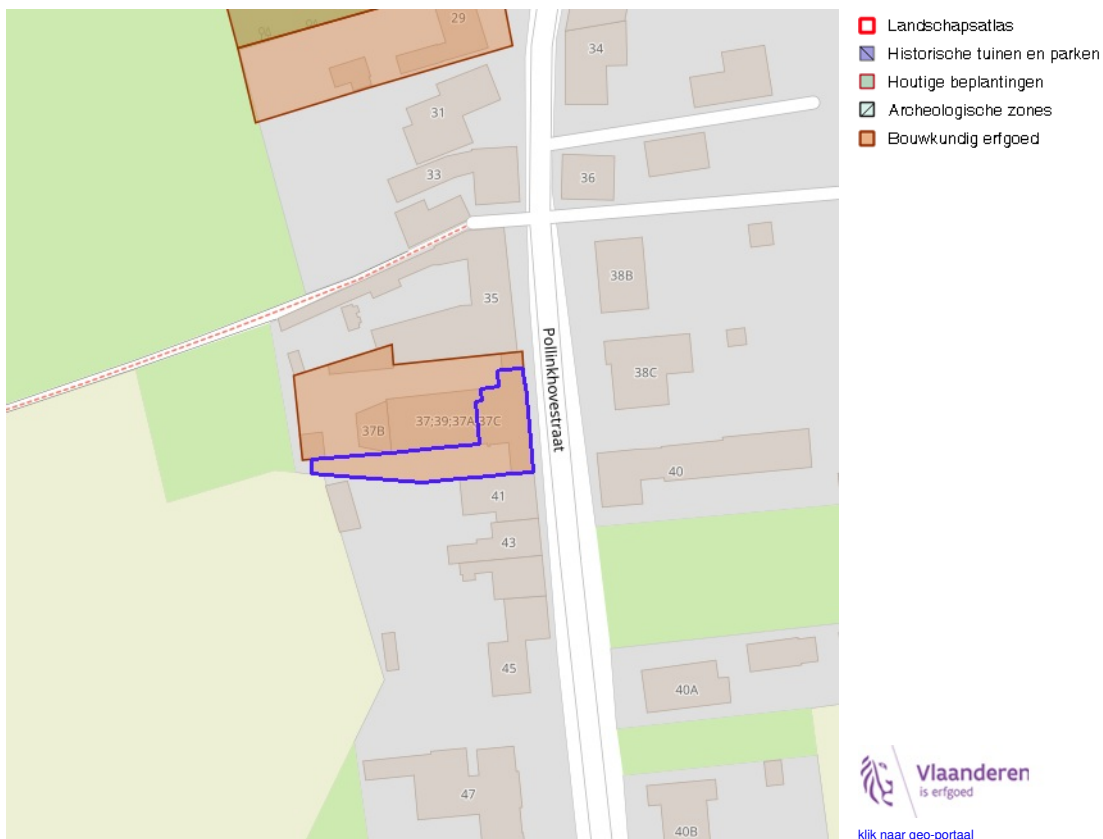 Landschapsatlas
Historische tuinen en parken
Houtige beplantingen
Archeologische zones
Bouwkundig erfgoed
29
34
31
33
36
38B
35
Pollinkhovestraat
38C
37;39;37A;37C
37B
40
41
43
45
40A
47
40B
Vlaanderen
is erfgoed
klik naar geo-portaal